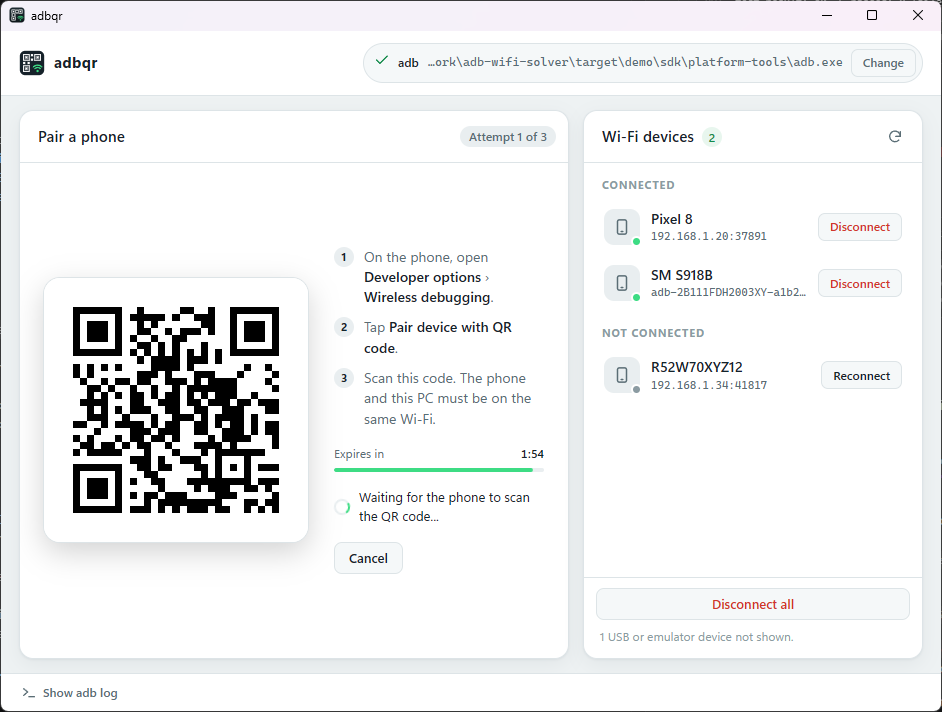 adbqr
adbqr
adb …ork\adb-wifi-solver\target\demo\sdk\platform-tools\adb.exe Change
Pair a phone
Attempt 1 of 3
1 On the phone, open
Developer options ›
Wireless debugging.
2 Tap Pair device with QR
code.
3 Scan this code. The phone
and this PC must be on the
same Wi-Fi.
Expires in 1:54
Waiting for the phone to scan
the QR code...
Cancel
Wi-Fi devices 2
CONNECTED
Pixel 8
192.168.1.20:37891
Disconnect
SM S918B
adb-2B111FDH2003XY-a1b2…
Disconnect
NOT CONNECTED
R52W70XYZ12
192.168.1.34:41817
Reconnect
Disconnect all
1 USB or emulator device not shown.
>_ Show adb log